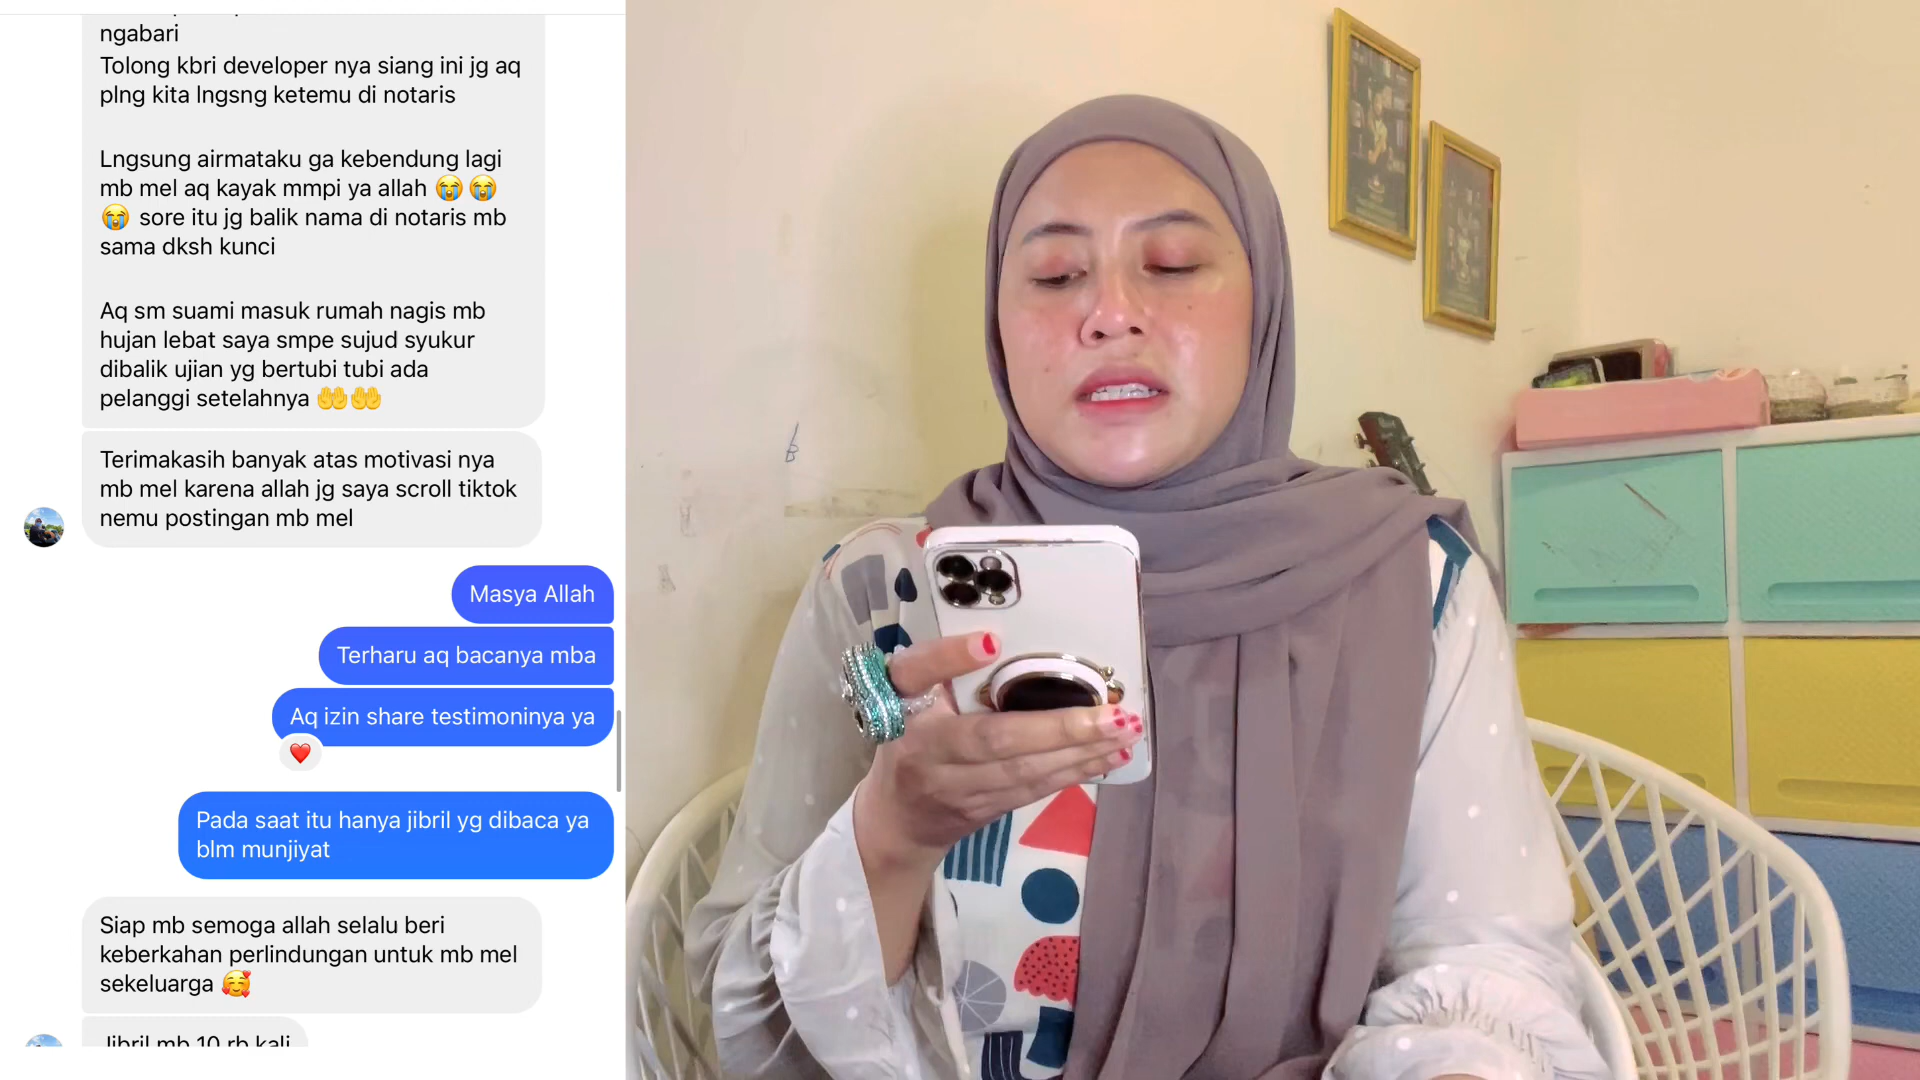 ngabari
Tolong kbri developer nya siang ini jg aq
plng kita lngsng ketemu di notaris
Lngsung airmataku ga kebendung lagi
mb mel aq kayak mmpi ya allah 😭😭
😭 sore itu jg balik nama di notaris mb
sama dksh kunci
Aq sm suami masuk rumah nagis mb
hujan lebat saya smpe sujud syukur
dibalik ujian yg bertubi tubi ada
pelanggi setelahnya 🤲🤲
Terimakasih banyak atas motivasi nya
mb mel karena allah jg saya scroll tiktok
nemu postingan mb mel
Masya Allah
Terharu aq bacanya mba
Aq izin share testimoninya ya
❤️
Pada saat itu hanya jibril yg dibaca ya
blm munjiyat
Siap mb semoga allah selalu beri
keberkahan perlindungan untuk mb mel
sekeluarga 🥰
Jibril mb 10 rb kali